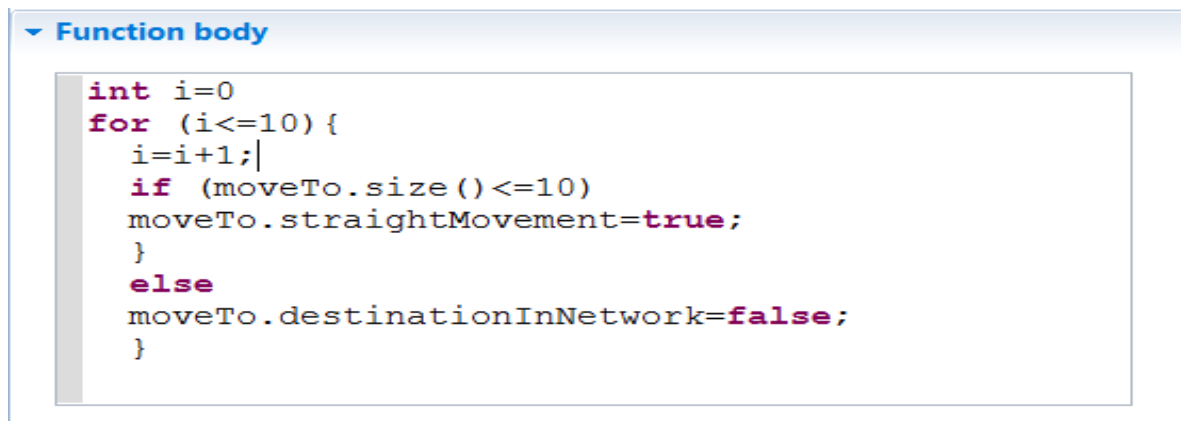 Function body
int i=0
for (i<=10){
i=i+1;
if (moveTo.size()<=10)
moveTo.straightMovement=true;
}
else
moveTo.destinationInNetwork=false;
}